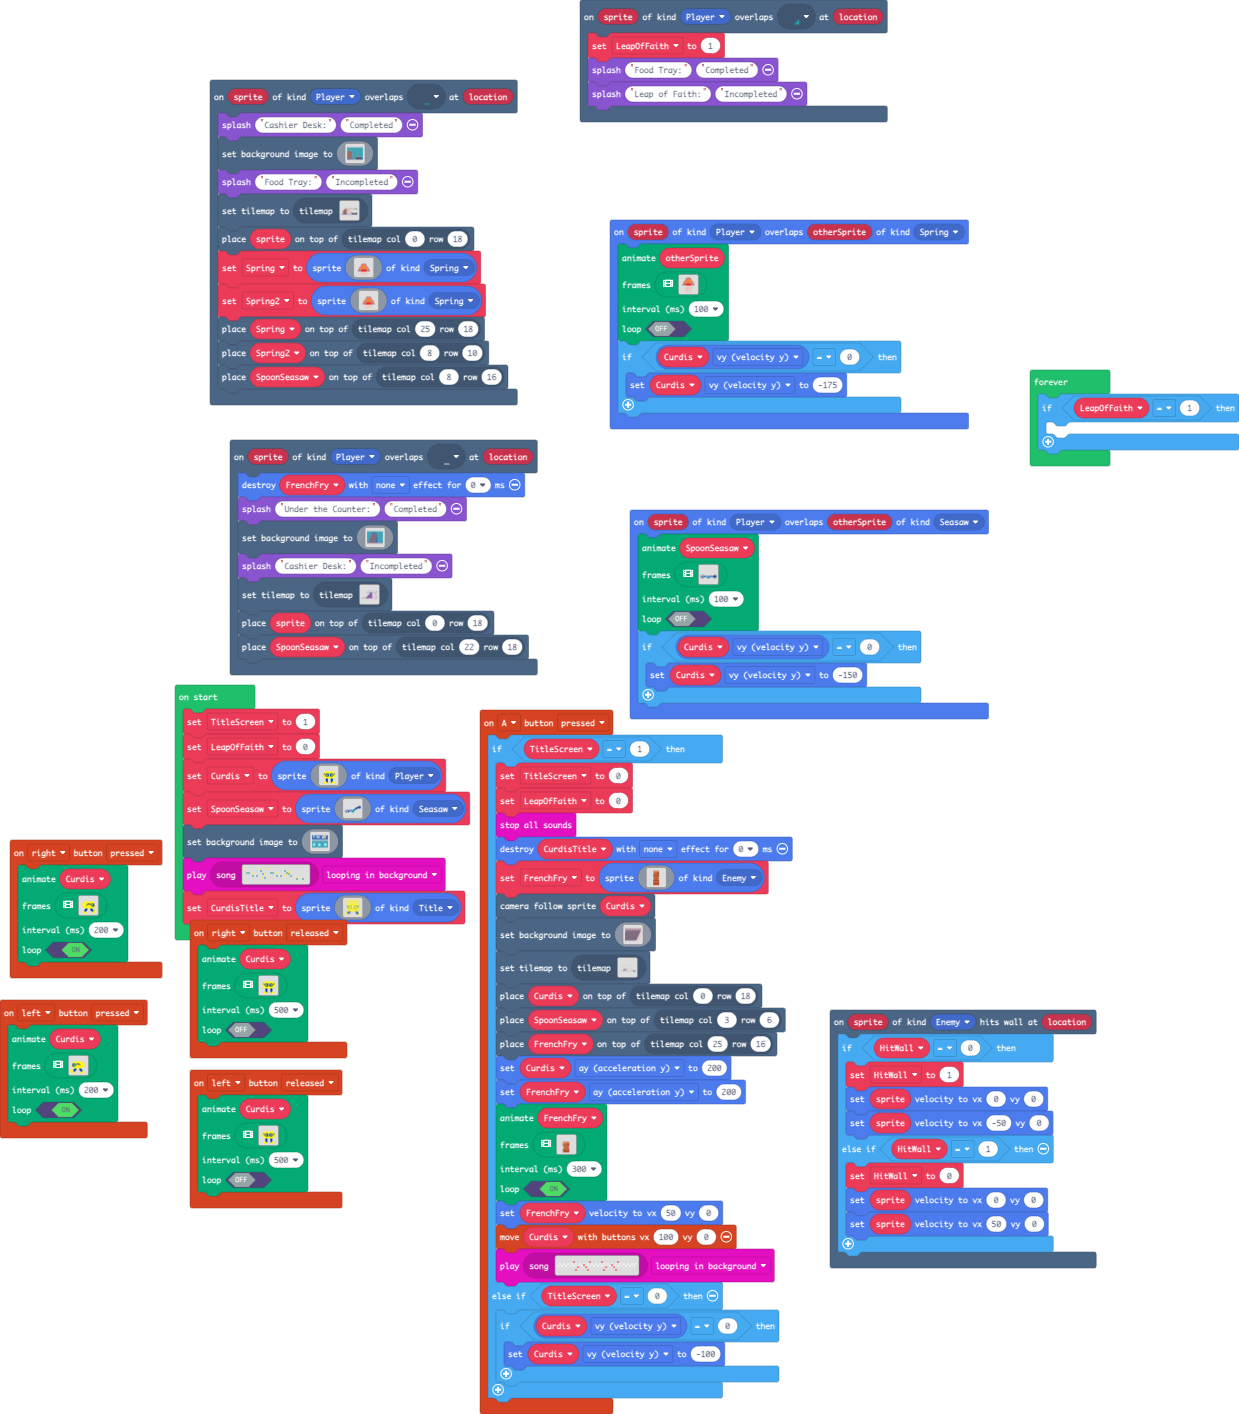 on sprite of kind Player overlaps at location
set LeapOfFaith to 1
splash "Food Tray:" "Completed"
splash "Leap of Faith:" "Incompleted"
on sprite of kind Player overlaps at location
splash "Cashier Desk:" "Completed"
set background image to
splash "Food Tray:" "Incompleted"
set tilemap to tilemap
place sprite on top of tilemap col 0 row 18
set Spring to sprite of kind Spring
set Spring2 to sprite of kind Spring
place Spring on top of tilemap col 25 row 18
place Spring2 on top of tilemap col 8 row 10
place SpoonSeasaw on top of tilemap col 8 row 16
on sprite of kind Player overlaps otherSprite of kind Spring
animate otherSprite
frames
interval (ms) 100
loop OFF
if Curdis vy (velocity y) = 0 then
set Curdis vy (velocity y) to -175
forever
if LeapOfFaith = 1 then
on sprite of kind Player overlaps at location
destroy FrenchFry with none effect for 0 ms
splash "Under the Counter:" "Completed"
set background image to
splash "Cashier Desk:" "Incompleted"
set tilemap to tilemap
place sprite on top of tilemap col 0 row 18
place SpoonSeasaw on top of tilemap col 22 row 18
on sprite of kind Player overlaps otherSprite of kind Seasaw
animate SpoonSeasaw
frames
interval (ms) 100
loop OFF
if Curdis vy (velocity y) = 0 then
set Curdis vy (velocity y) to -150
on start
set TitleScreen to 1
set LeapOfFaith to 0
set Curdis to sprite of kind Player
set SpoonSeasaw to sprite of kind Seasaw
set background image to
play song looping in background
set CurdisTitle to sprite of kind Title
on right button pressed
animate Curdis
frames
interval (ms) 200
loop ON
on right button released
animate Curdis
frames
interval (ms) 500
loop OFF
on left button pressed
animate Curdis
frames
interval (ms) 200
loop ON
on left button released
animate Curdis
frames
interval (ms) 500
loop OFF
on A button pressed
if TitleScreen = 1 then
set TitleScreen to 0
set LeapOfFaith to 0
stop all sounds
destroy CurdisTitle with none effect for 0 ms
set FrenchFry to sprite of kind Enemy
camera follow sprite Curdis
set background image to
set tilemap to tilemap
place Curdis on top of tilemap col 0 row 18
place SpoonSeasaw on top of tilemap col 3 row 6
place FrenchFry on top of tilemap col 25 row 16
set Curdis ay (acceleration y) to 200
set FrenchFry ay (acceleration y) to 200
animate FrenchFry
frames
interval (ms) 300
loop ON
set FrenchFry velocity to vx 50 vy 0
move Curdis with buttons vx 100 vy 0
play song looping in background
else if TitleScreen = 0 then
if Curdis vy (velocity y) = 0 then
set Curdis vy (velocity y) to -100
on sprite of kind Enemy hits wall at location
if HitWall = 0 then
set HitWall to 1
set sprite velocity to vx 0 vy 0
set sprite velocity to vx -50 vy 0
else if HitWall = 1 then
set HitWall to 0
set sprite velocity to vx 0 vy 0
set sprite velocity to vx 50 vy 0